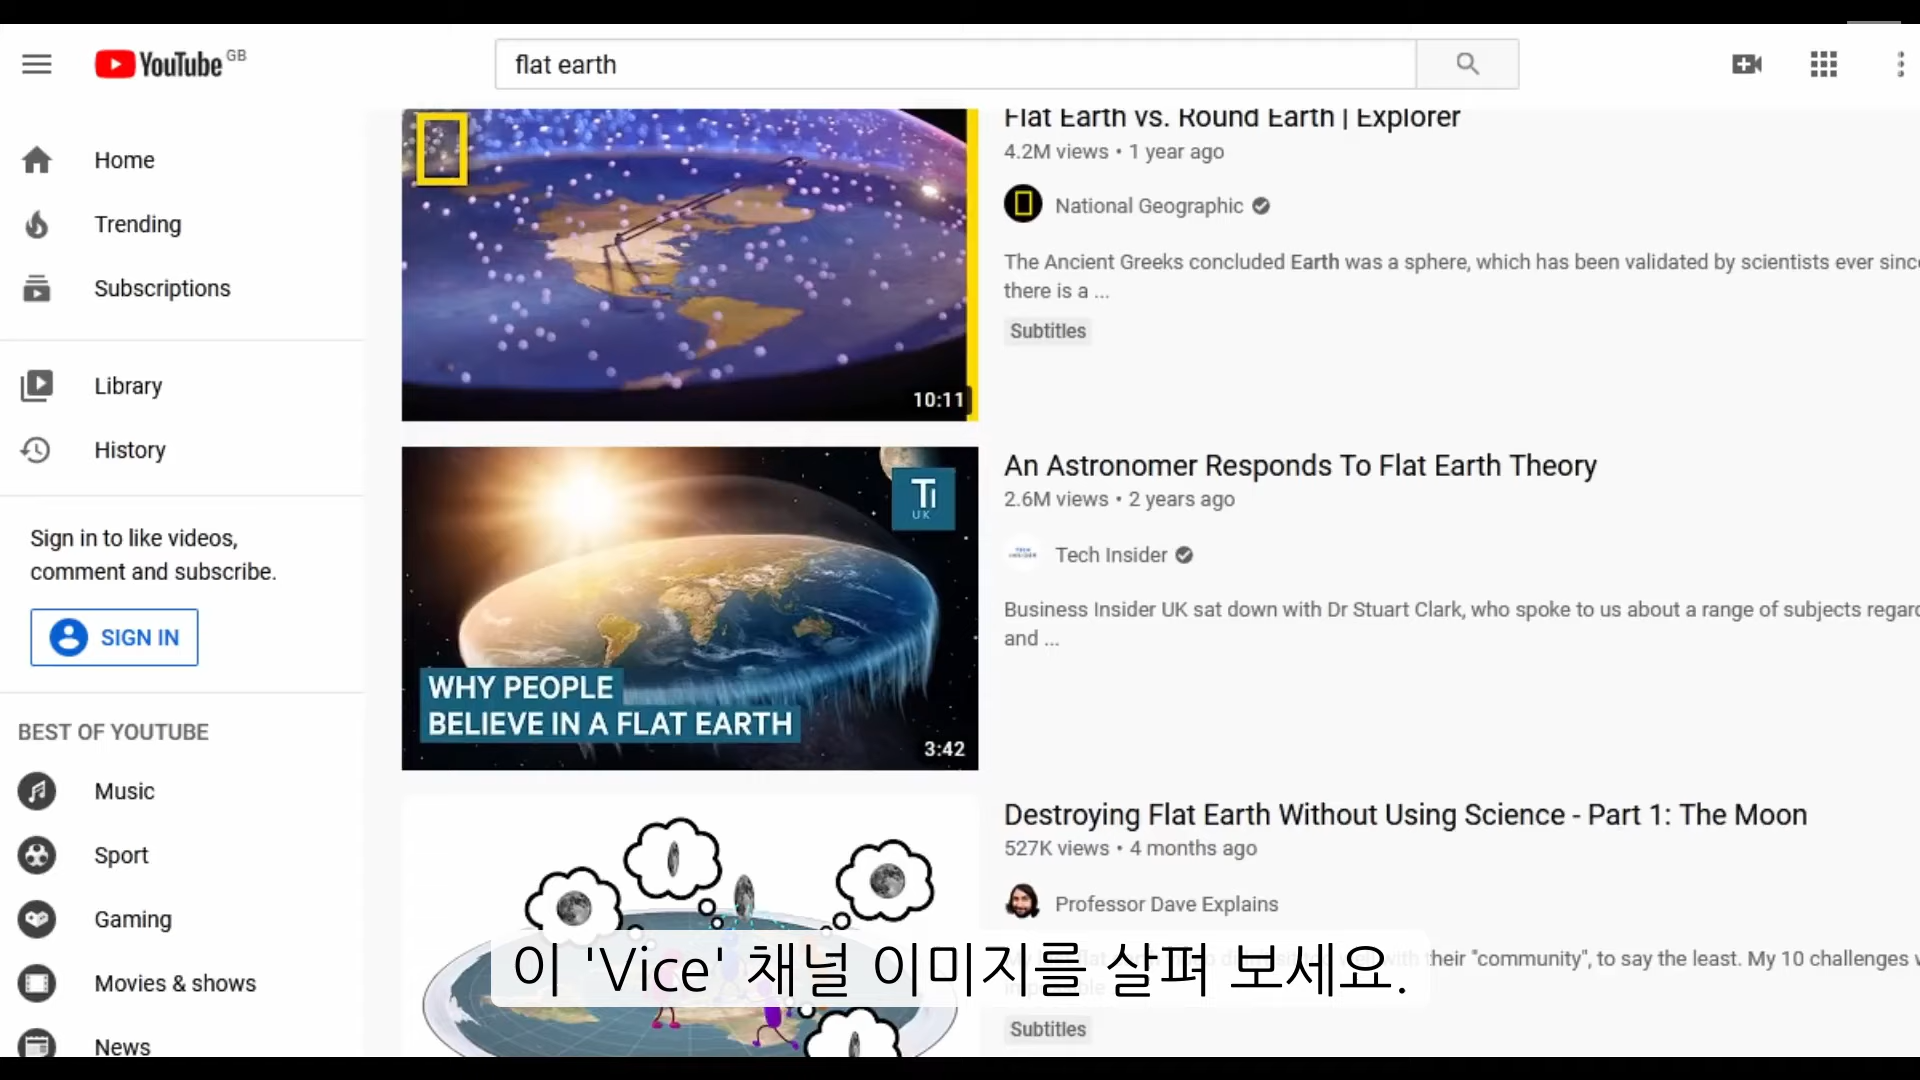 YouTube GB
flat earth
Home
Trending
Subscriptions
Library
History
Sign in to like videos,
comment and subscribe.
SIGN IN
BEST OF YOUTUBE
Music
Sport
Gaming
Movies & shows
News
10:11
Flat Earth vs. Round Earth | Explorer
4.2M views • 1 year ago
National Geographic
The Ancient Greeks concluded Earth was a sphere, which has been validated by scientists ever
there is a ...
Subtitles
Ti
UK
WHY PEOPLE
BELIEVE IN A FLAT EARTH
3:42
An Astronomer Responds To Flat Earth Theory
2.6M views • 2 years ago
Tech Insider
Business Insider UK sat down with Dr Stuart Clark, who spoke to us about a range of subjects
and ...
Destroying Flat Earth Without Using Science - Part 1: The Moon
527K views • 4 months ago
Professor Dave Explains
"community", to say the least. My 10 challenges
Subtitles
이 'Vice' 채널 이미지를 살펴 보세요.